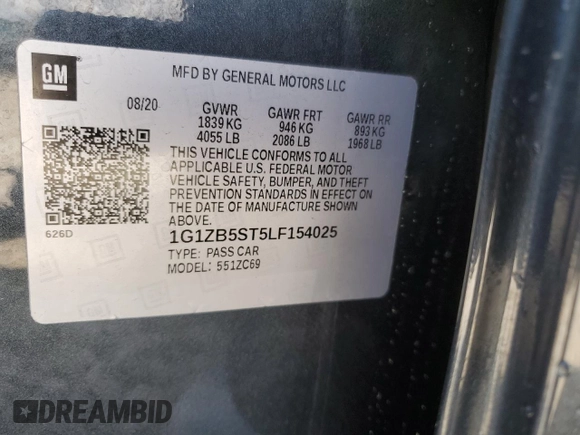 GM
MFD BY GENERAL MOTORS LLC
08/20 GVWR GAWR FRT GAWR RR
1839 KG 946 KG 893 KG
4055 LB 2086 LB 1968 LB
THIS VEHICLE CONFORMS TO ALL
APPLICABLE U.S. FEDERAL MOTOR
VEHICLE SAFETY, BUMPER, AND THEFT
PREVENTION STANDARDS IN EFFECT ON
THE DATE OF MANUFACTURE SHOWN
ABOVE.
626D
1G1ZB5ST5LF154025
TYPE: PASS CAR
MODEL: 551ZC69
DREAMBID